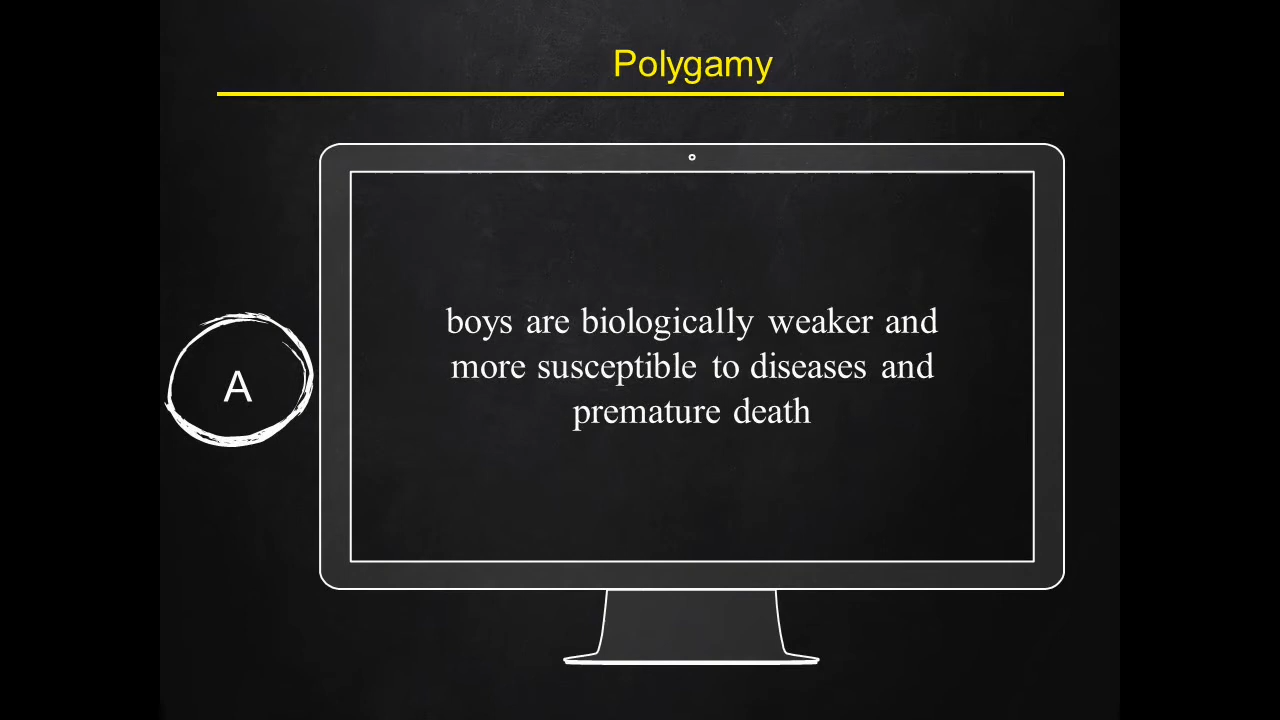 Polygamy
boys are biologically weaker and
more susceptible to diseases and
premature death
A